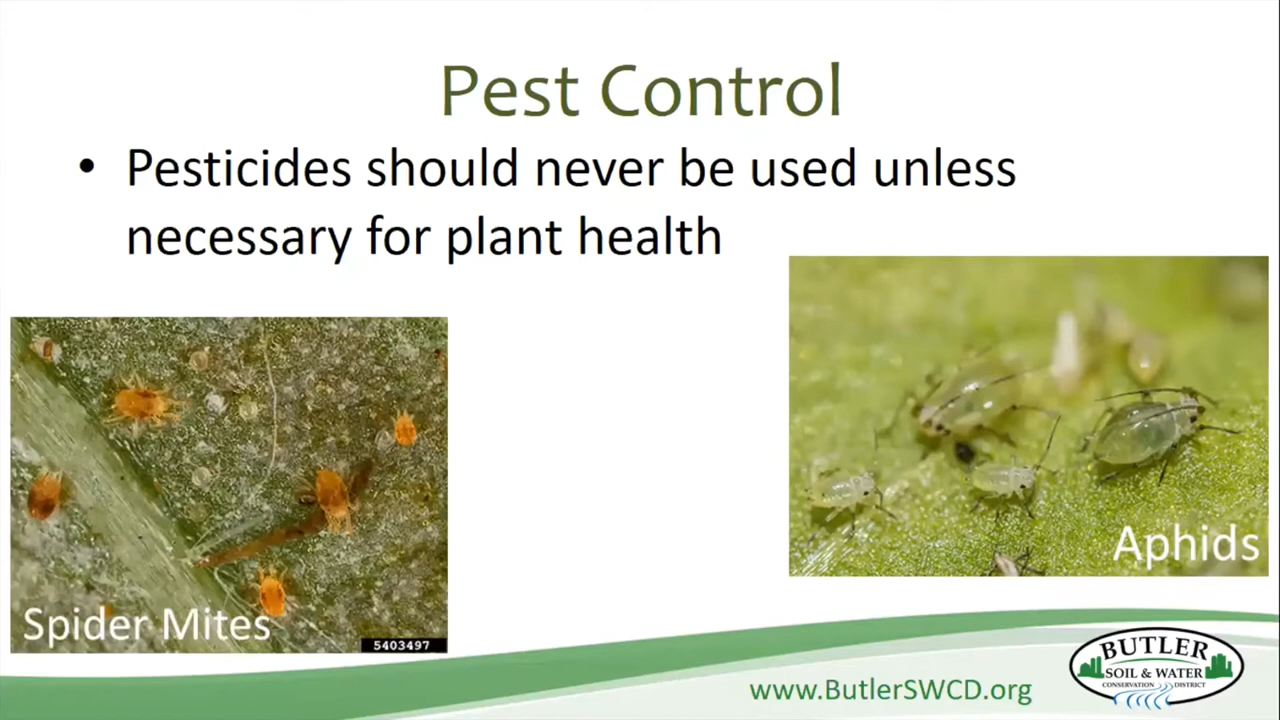 Pest Control
• Pesticides should never be used unless
necessary for plant health
Spider Mites
5403497
Aphids
www.ButlerSWCD.org
BUTLER
SOIL & WATER
CONSERVATION DISTRICT